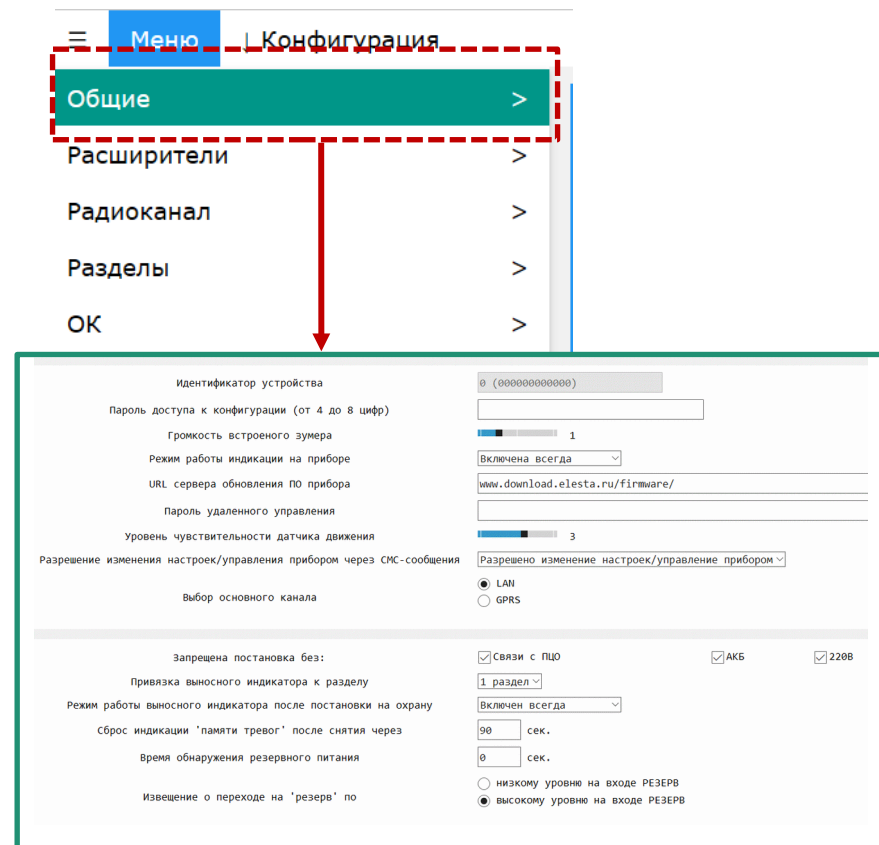 ☰ Меню ↓ Конфигурация
Общие >
Расширители >
Радиоканал >
Разделы >
ОК >
Идентификатор устройства 0 (000000000000)
Пароль доступа к конфигурации (от 4 до 8 цифр)
Громкость встроеного зумера 1
Режим работы индикации на приборе Включена всегда
URL сервера обновления ПО прибора www.download.elesta.ru/firmware/
Пароль удаленного управления
Уровень чувствительности датчика движения 3
Разрешение изменения настроек/управления прибором через СМС-сообщения Разрешено изменение настроек/управление прибором
Выбор основного канала LAN
GPRS
Запрещена постановка без: Связи с ПЦО АКБ 220В
Привязка выносного индикатора к разделу 1 раздел
Режим работы выносного индикатора после постановки на охрану Включен всегда
Сброс индикации 'памяти тревог' после снятия через 90 сек.
Время обнаружения резервного питания 0 сек.
Извещение о переходе на 'резерв' по низкому уровню на входе РЕЗЕРВ
высокому уровню на входе РЕЗЕРВ